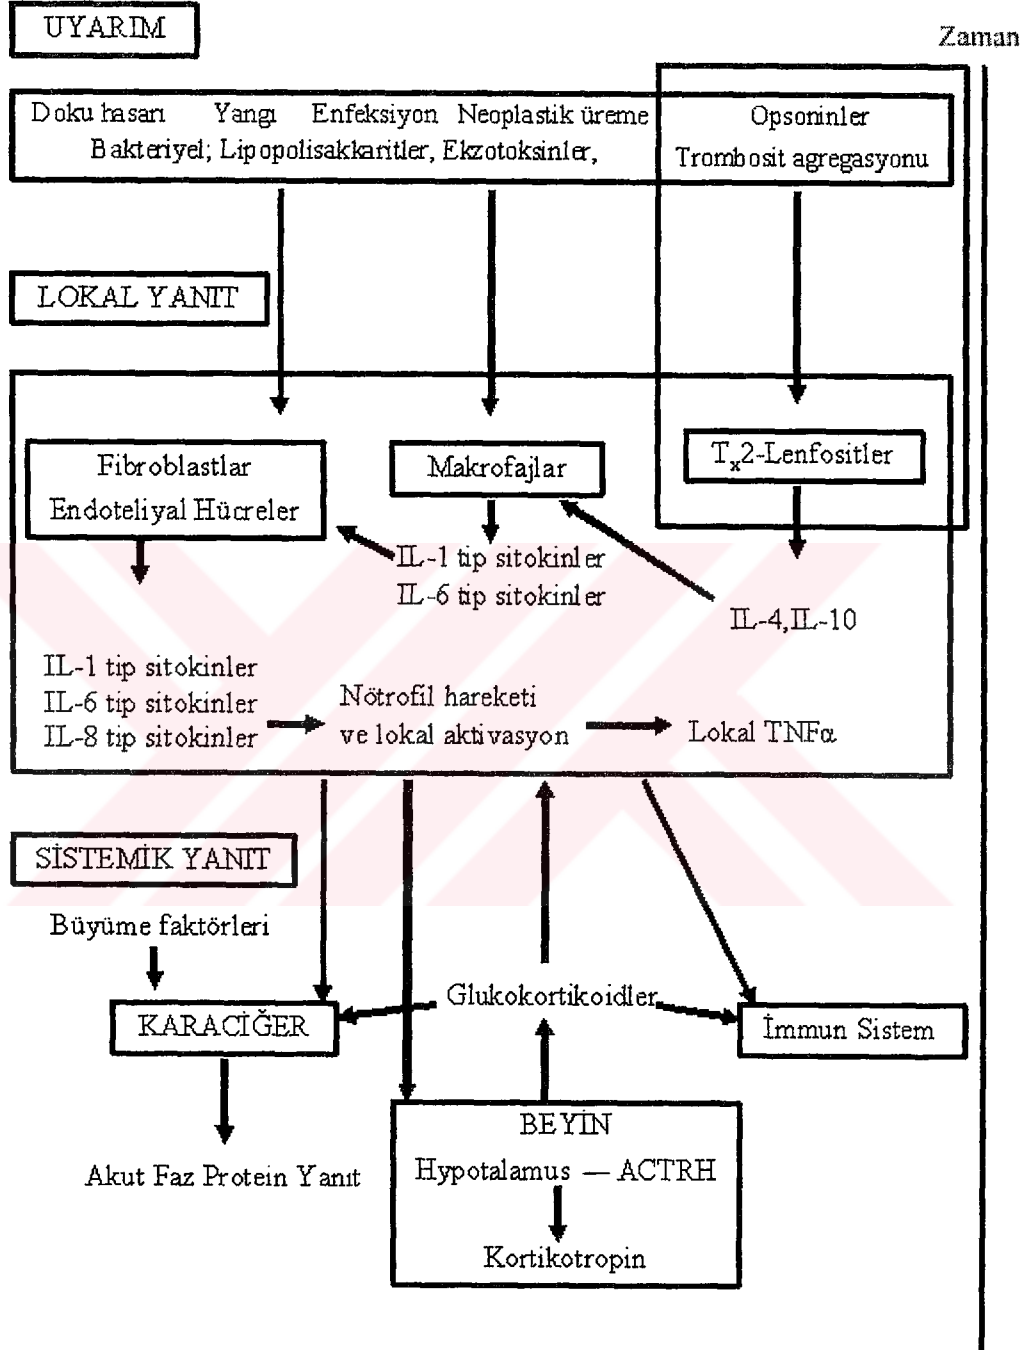 UYARIM
Zaman
Doku hasarı Yangı Enfeksiyon Neoplastik üreme
Bakteriyel; Lipopolisakkaritler, Ekzotoksinler,
Opsoninler
Trombosit agregasyonu
LOKAL YANIT
Fibroblastlar
Endoteliyal Hücreler
Makrofajlar
Tx2-Lenfositler
IL-1 tip sitokinler
IL-6 tip sitokinler
IL-4,IL-10
IL-1 tip sitokinler
IL-6 tip sitokinler
IL-8 tip sitokinler
Nötrofil hareketi
ve lokal aktivasyon
Lokal TNFα
SİSTEMİK YANIT
Büyüme faktörleri
Glukokortikoidler
KARACİĞER
İmmun Sistem
Akut Faz Protein Yanıt
BEYİN
Hypotalamus — ACTRH
Kortikotropin